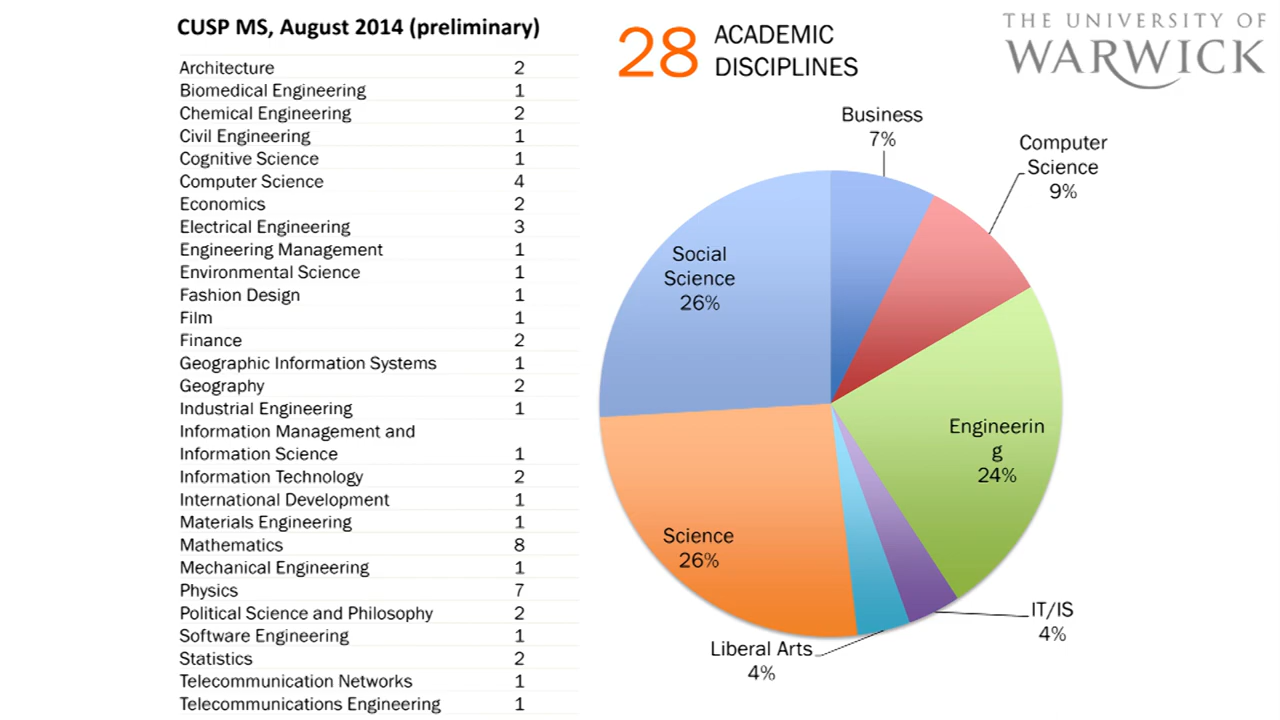 CUSP MS, August 2014 (preliminary)
Architecture 2
Biomedical Engineering 1
Chemical Engineering 2
Civil Engineering 1
Cognitive Science 1
Computer Science 4
Economics 2
Electrical Engineering 3
Engineering Management 1
Environmental Science 1
Fashion Design 1
Film 1
Finance 2
Geographic Information Systems 1
Geography 2
Industrial Engineering 1
Information Management and
Information Science 1
Information Technology 2
International Development 1
Materials Engineering 1
Mathematics 8
Mechanical Engineering 1
Physics 7
Political Science and Philosophy 2
Software Engineering 1
Statistics 2
Telecommunication Networks 1
Telecommunications Engineering 1
28 ACADEMIC
DISCIPLINES
THE UNIVERSITY OF
WARWICK
Business
7%
Computer
Science
9%
Social
Science
26%
Engineerin
g
24%
Science
26%
IT/IS
4%
Liberal Arts
4%